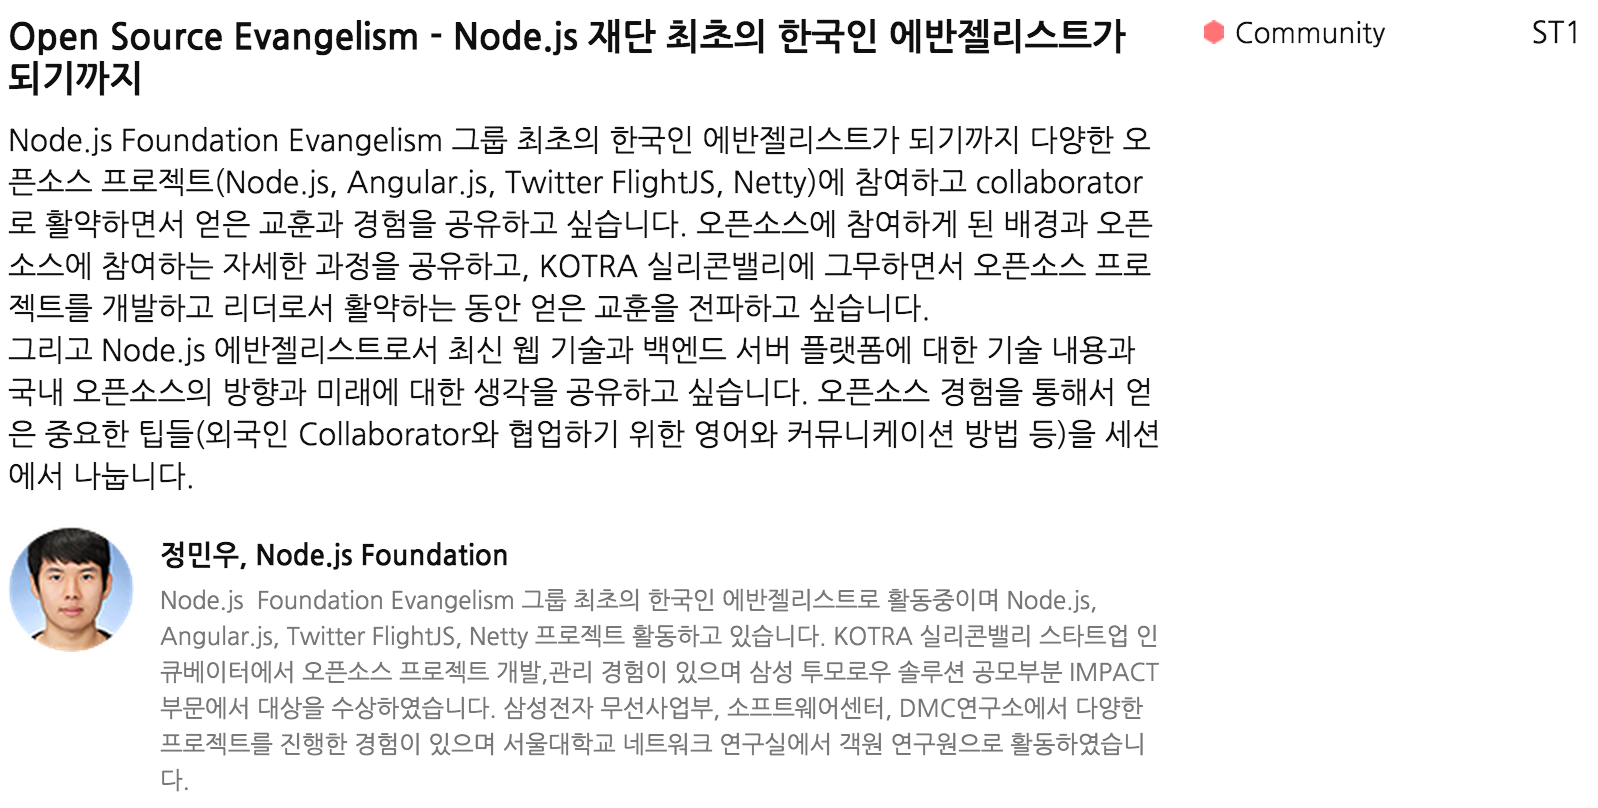 Open Source Evangelism - Node.js 재단 최초의 한국인 에반젤리스트가
되기까지
Community
ST1
Node.js Foundation Evangelism 그룹 최초의 한국인 에반젤리스트가 되기까지 다양한 오
픈소스 프로젝트(Node.js, Angular.js, Twitter FlightJS, Netty)에 참여하고 collaborator
로 활약하면서 얻은 교훈과 경험을 공유하고 싶습니다. 오픈소스에 참여하게 된 배경과 오픈
소스에 참여하는 자세한 과정을 공유하고, KOTRA 실리콘밸리에 그무하면서 오픈소스 프로
젝트를 개발하고 리더로서 활약하는 동안 얻은 교훈을 전파하고 싶습니다.
그리고 Node.js 에반젤리스트로서 최신 웹 기술과 백엔드 서버 플랫폼에 대한 기술 내용과
국내 오픈소스의 방향과 미래에 대한 생각을 공유하고 싶습니다. 오픈소스 경험을 통해서 얻
은 중요한 팁들(외국인 Collaborator와 협업하기 위한 영어와 커뮤니케이션 방법 등)을 세션
에서 나눕니다.
정민우, Node.js Foundation
Node.js  Foundation Evangelism 그룹 최초의 한국인 에반젤리스트로 활동중이며 Node.js,
Angular.js, Twitter FlightJS, Netty 프로젝트 활동하고 있습니다. KOTRA 실리콘밸리 스타트업 인
큐베이터에서 오픈소스 프로젝트 개발,관리 경험이 있으며 삼성 투모로우 솔루션 공모부분 IMPACT
부문에서 대상을 수상하였습니다. 삼성전자 무선사업부, 소프트웨어센터, DMC연구소에서 다양한
프로젝트를 진행한 경험이 있으며 서울대학교 네트워크 연구실에서 객원 연구원으로 활동하였습니
다.